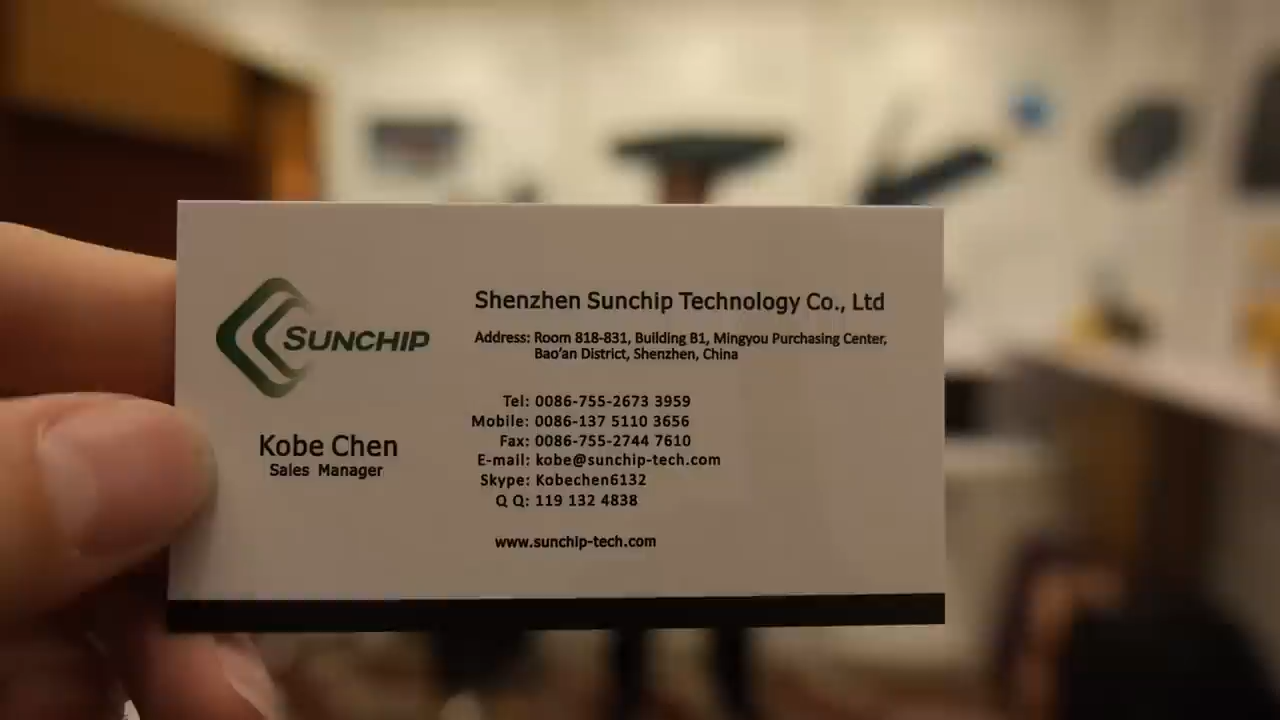 SUNCHIP
Kobe Chen
Sales Manager
Shenzhen Sunchip Technology Co., Ltd
Address: Room 818-831, Building B1, Mingyou Purchasing Center,
Bao'an District, Shenzhen, China
Tel: 0086-755-2673 3959
Mobile: 0086-137 5110 3656
Fax: 0086-755-2744 7610
E-mail: kobe@sunchip-tech.com
Skype: Kobechen6132
Q Q: 119 132 4838
www.sunchip-tech.com